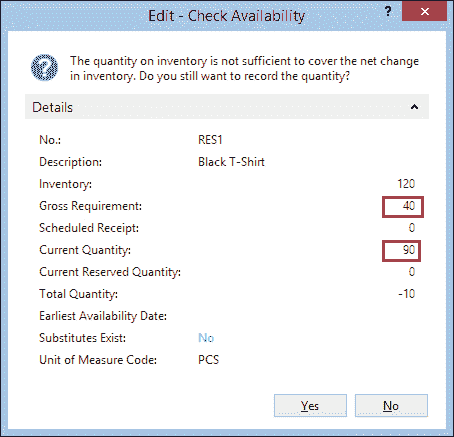 Edit - Check Availability
?
The quantity on inventory is not sufficient to cover the net change
in inventory. Do you still want to record the quantity?
Details
No.: RES1
Description: Black T-Shirt
Inventory: 120
Gross Requirement: 40
Scheduled Receipt: 0
Current Quantity: 90
Current Reserved Quantity: 0
Total Quantity: -10
Earliest Availability Date:
Substitutes Exist: No
Unit of Measure Code: PCS
Yes No